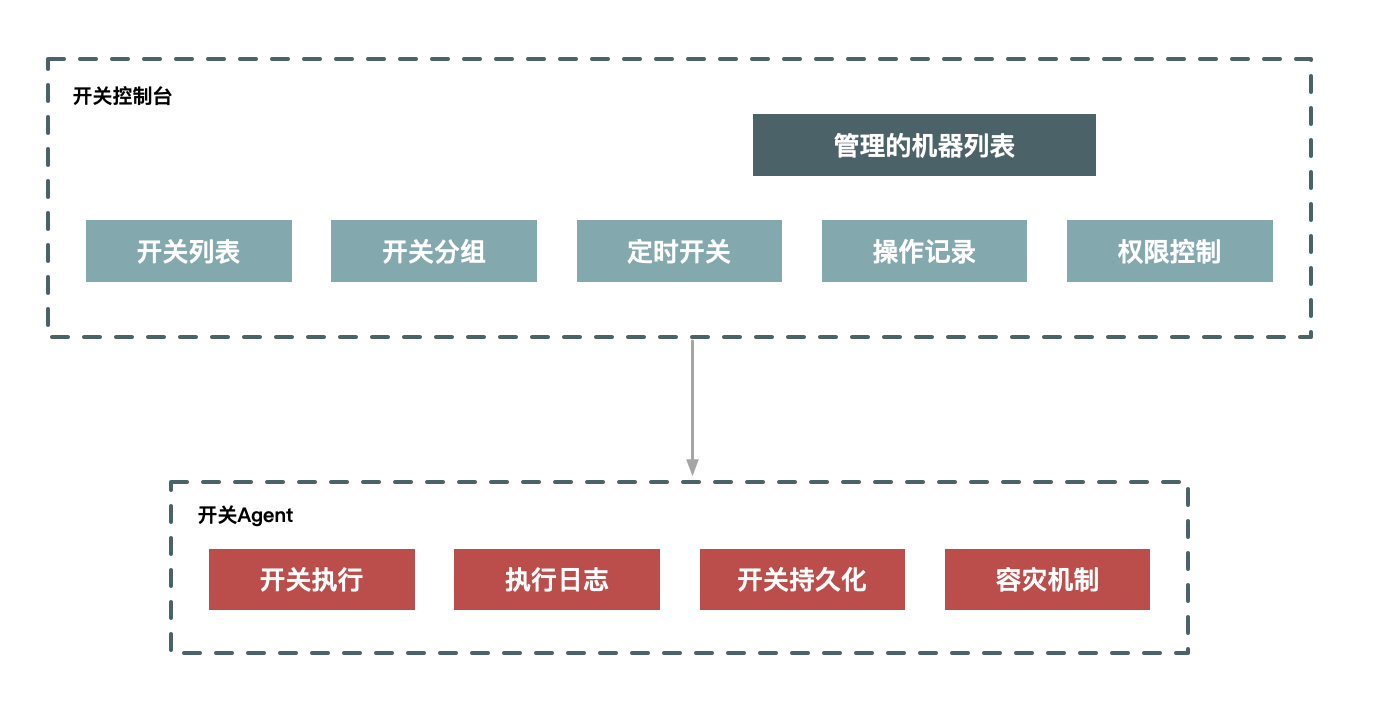 开关控制台
管理的机器列表
开关列表
开关分组
定时开关
操作记录
权限控制
开关Agent
开关执行
执行日志
开关持久化
容灾机制